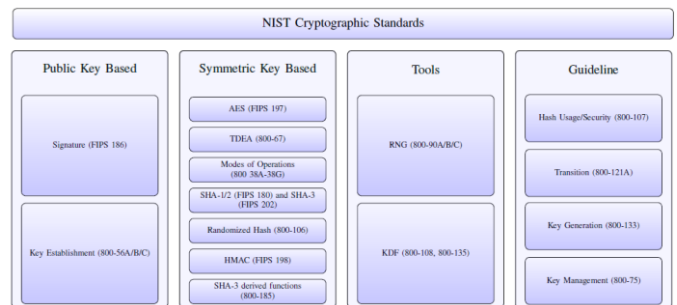 NIST Cryptographic Standards
Public Key Based
Signature (FIPS 186)
Key Establishment (800-56A/B/C)
Symmetric Key Based
AES (FIPS 197)
TDEA (800-67)
Modes of Operations
(800 38A-38G)
SHA-1/2 (FIPS 180) and SHA-3
(FIPS 202)
Randomized Hash (800-106)
HMAC (FIPS 198)
SHA-3 derived functions
(800-185)
Tools
RNG (800-90A/B/C)
KDF (800-108, 800-135)
Guideline
Hash Usage/Security (800-107)
Transition (800-121A)
Key Generation (800-133)
Key Management (800-75)